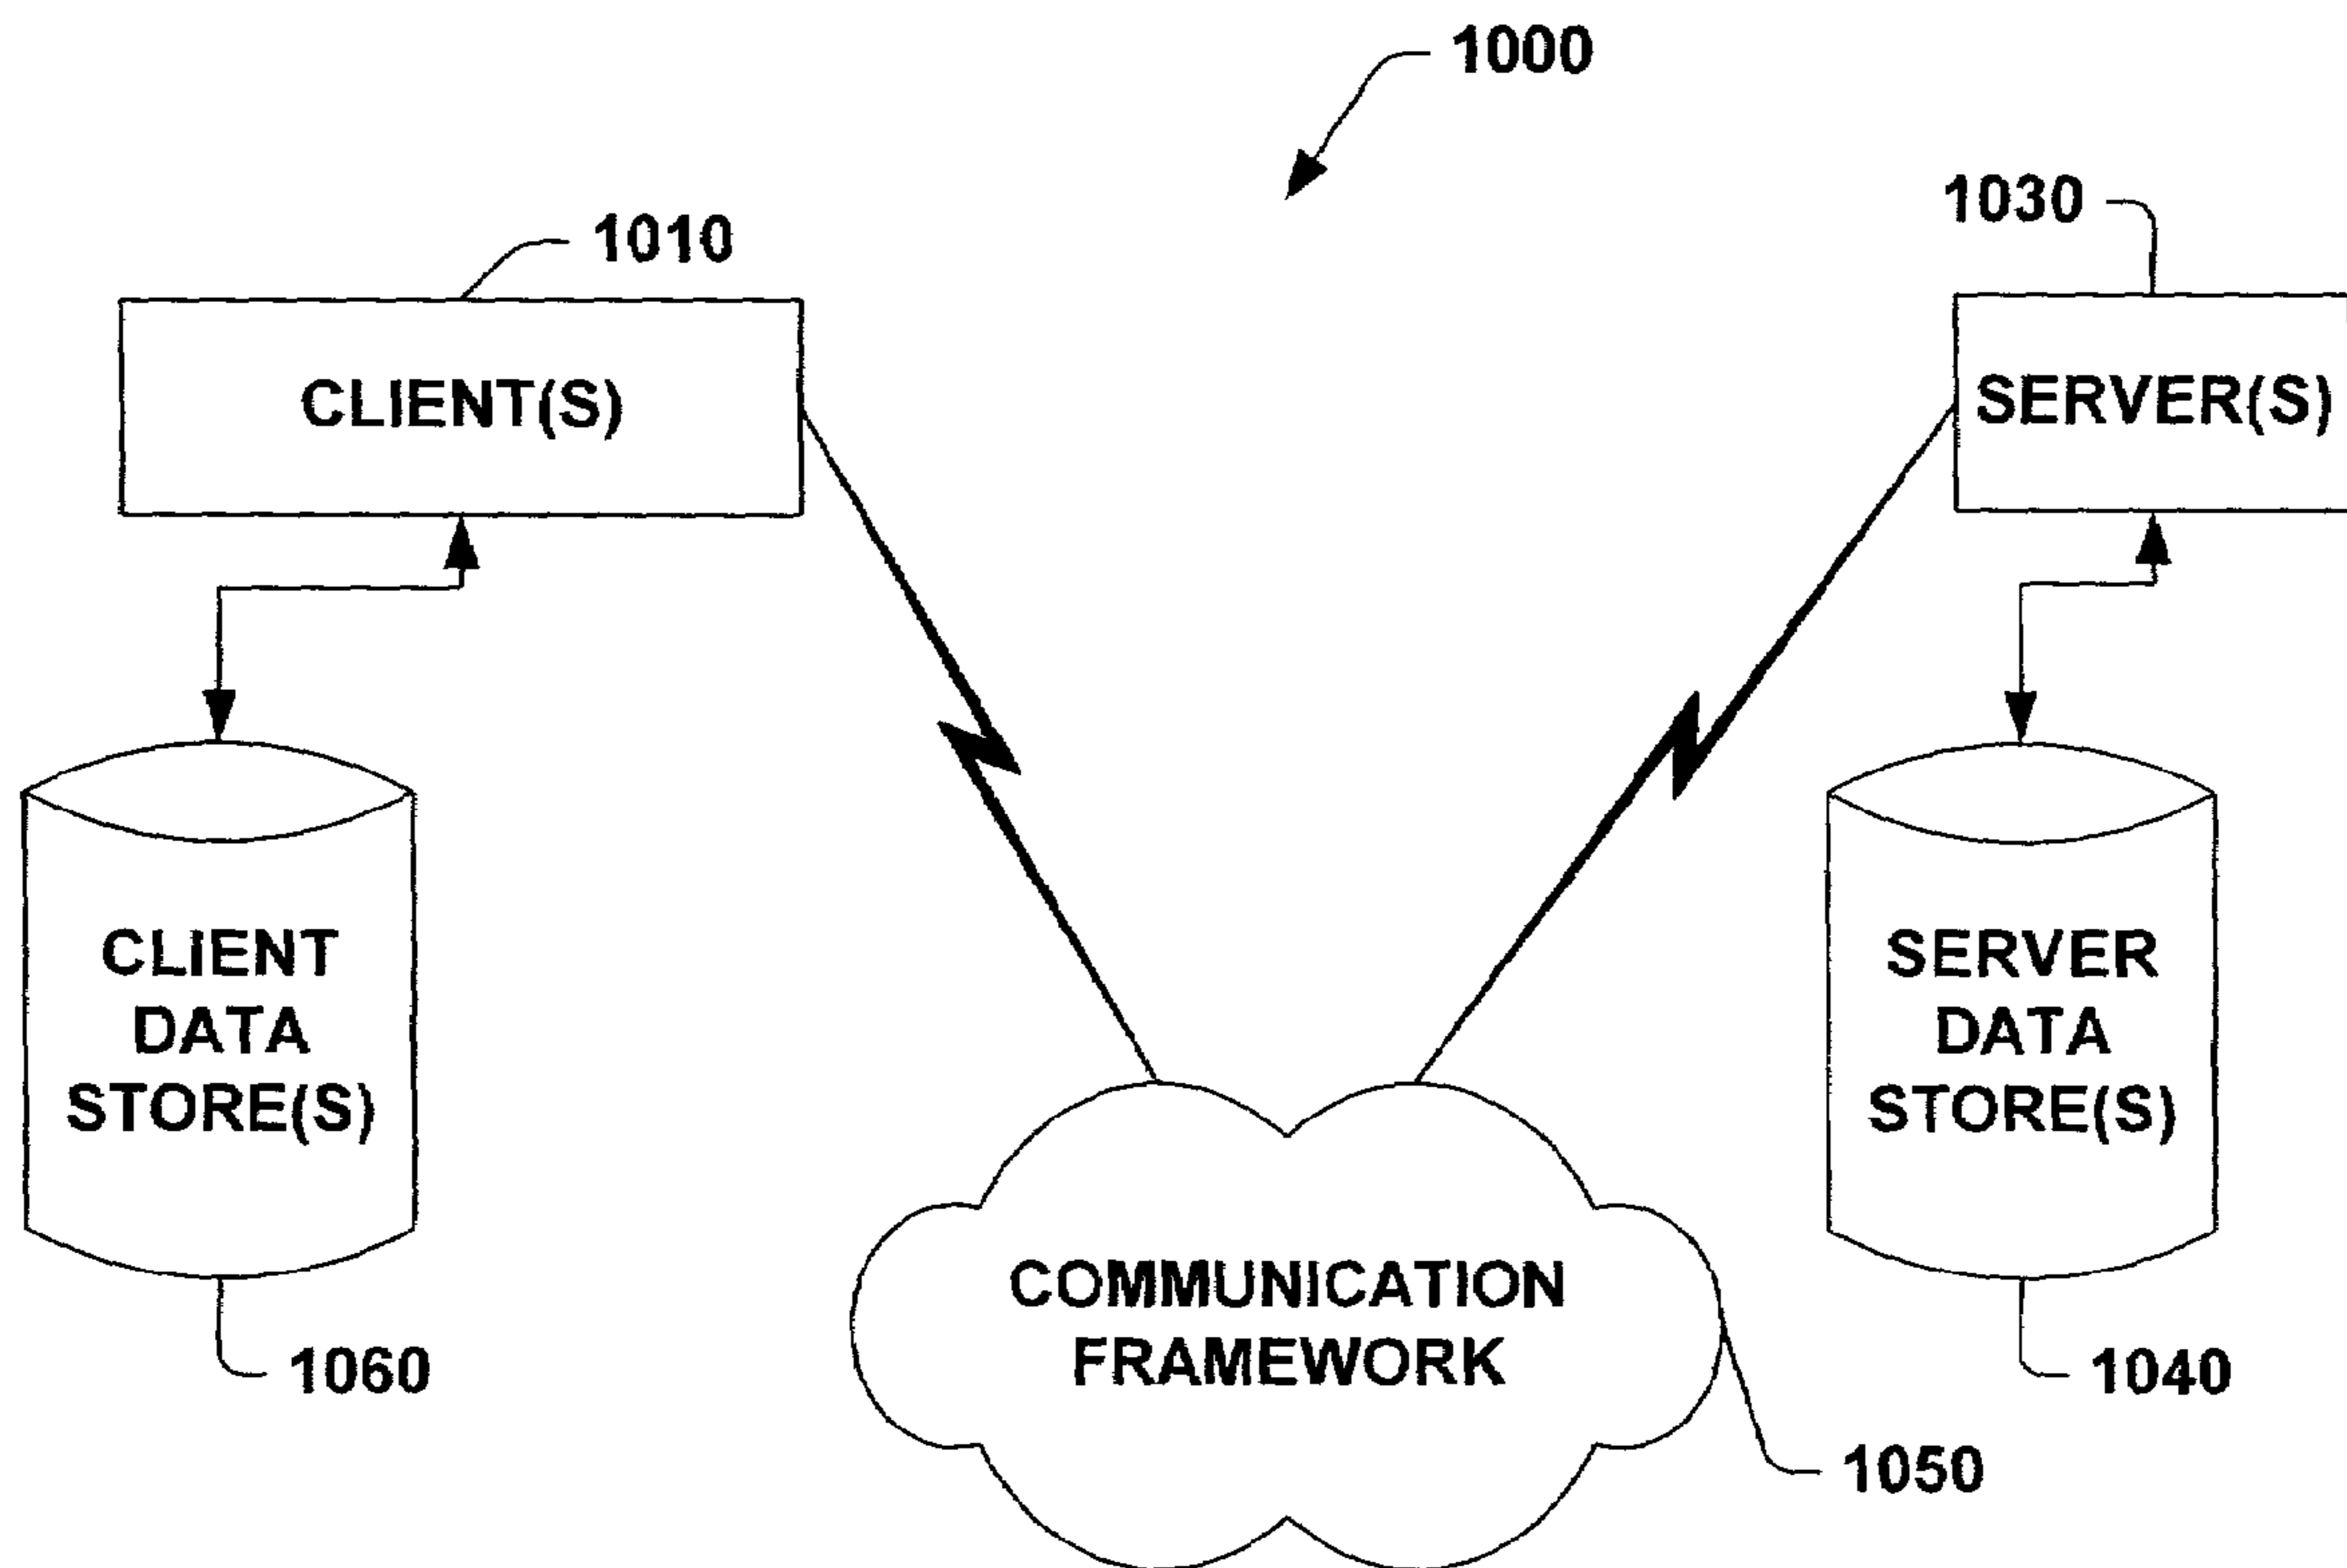 1000
1010
1030
CLIENT(S)
SERVER(S)
CLIENT
DATA
STORE(S)
SERVER
DATA
STORE(S)
COMMUNICATION
FRAMEWORK
1060
1040
1050